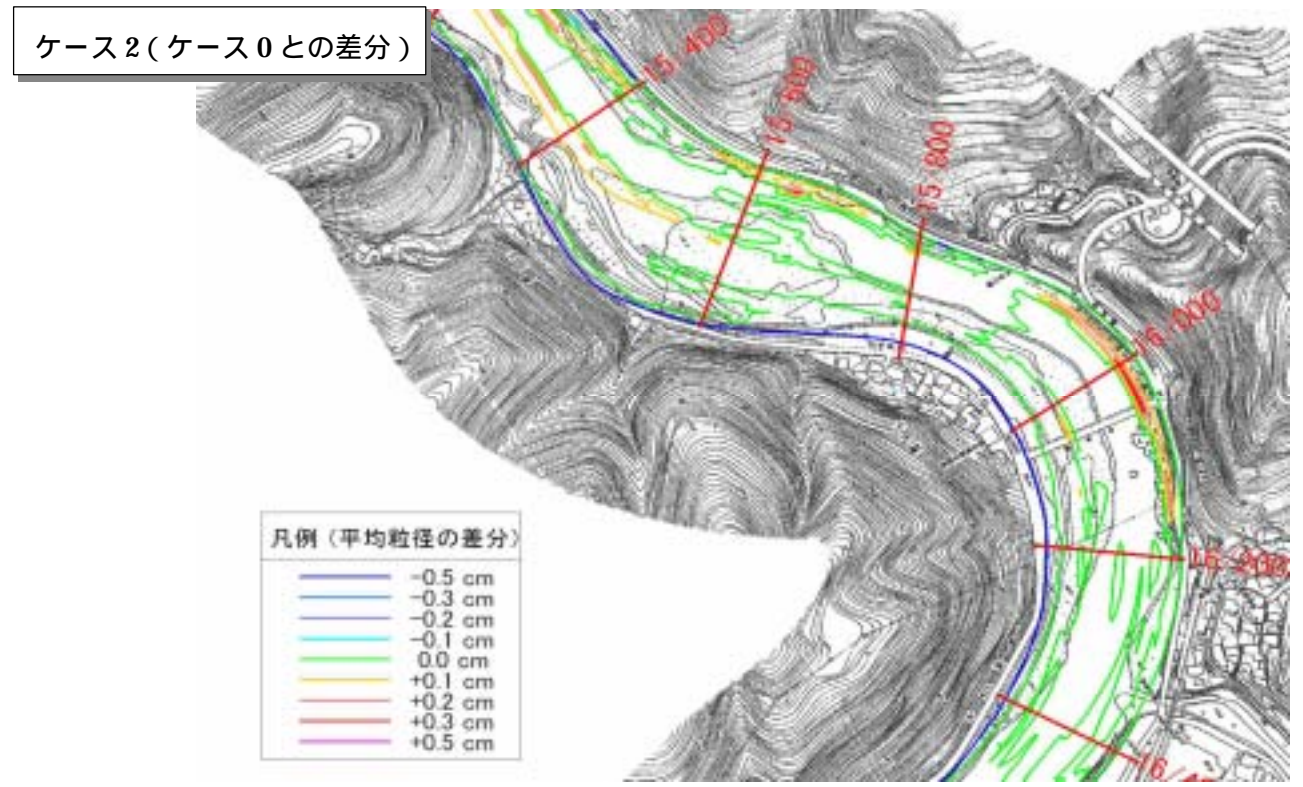 ケース2（ケース0との差分）
15.400
15.600
15.800
16.000
16.200
凡例（平均粒径の差分）
-0.5 cm
-0.3 cm
-0.2 cm
-0.1 cm
0.0 cm
+0.1 cm
+0.2 cm
+0.3 cm
+0.5 cm